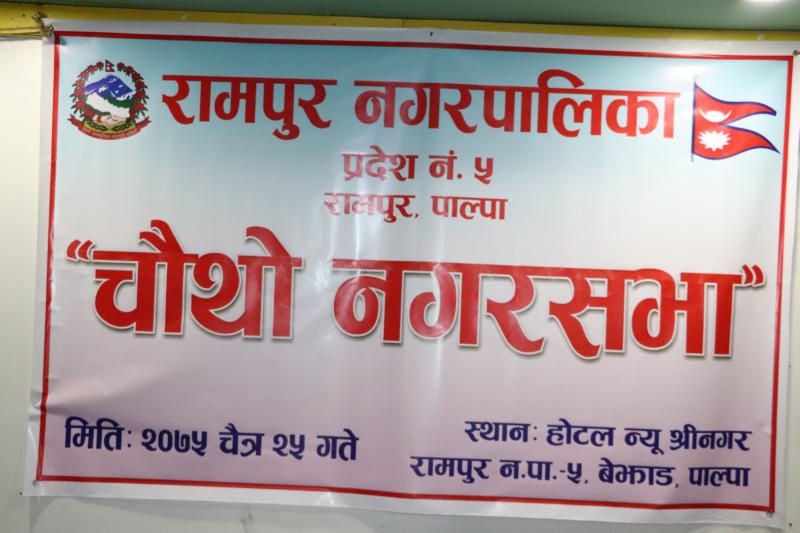 रामपुर नगरपालिका
प्रदेश नं. ५
रामपुर, पाल्पा
“चौथो नगरसभा”
मिति: २०७५ चैत्र २५ गते
स्थान: होटल न्यू श्रीनगर
रामपुर न.पा.-५, बेझाड, पाल्पा